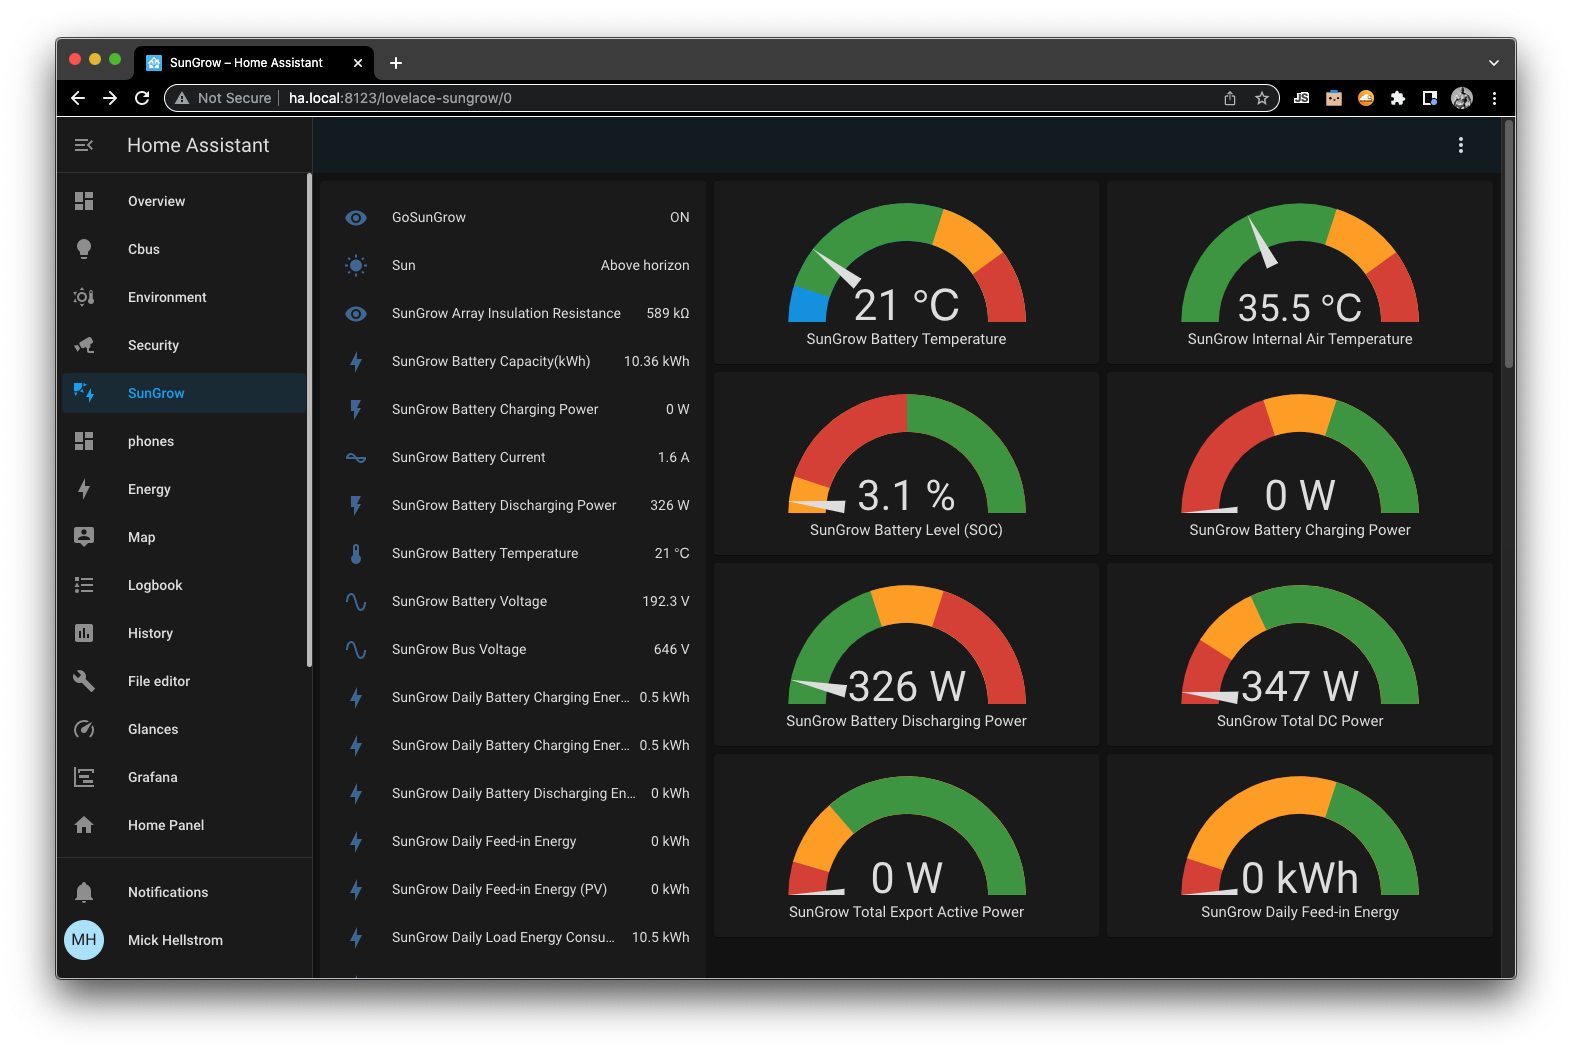 SunGrow – Home Assistant
Not Secure
ha.local:8123/lovelace-sungrow/0
JS
Home Assistant
Overview
Cbus
Environment
Security
SunGrow
phones
Energy
Map
Logbook
History
File editor
Glances
Grafana
Home Panel
Notifications
MH
Mick Hellstrom
GoSunGrow ON
Sun Above horizon
SunGrow Array Insulation Resistance 589 kΩ
SunGrow Battery Capacity(kWh) 10.36 kWh
SunGrow Battery Charging Power 0 W
SunGrow Battery Current 1.6 A
SunGrow Battery Discharging Power 326 W
SunGrow Battery Temperature 21 °C
SunGrow Battery Voltage 192.3 V
SunGrow Bus Voltage 646 V
SunGrow Daily Battery Charging Ener... 0.5 kWh
SunGrow Daily Battery Charging Ener... 0.5 kWh
SunGrow Daily Battery Discharging En... 0 kWh
SunGrow Daily Feed-in Energy 0 kWh
SunGrow Daily Feed-in Energy (PV) 0 kWh
SunGrow Daily Load Energy Consu... 10.5 kWh
21 °C
SunGrow Battery Temperature
35.5 °C
SunGrow Internal Air Temperature
3.1 %
SunGrow Battery Level (SOC)
0 W
SunGrow Battery Charging Power
326 W
SunGrow Battery Discharging Power
347 W
SunGrow Total DC Power
0 W
SunGrow Total Export Active Power
0 kWh
SunGrow Daily Feed-in Energy